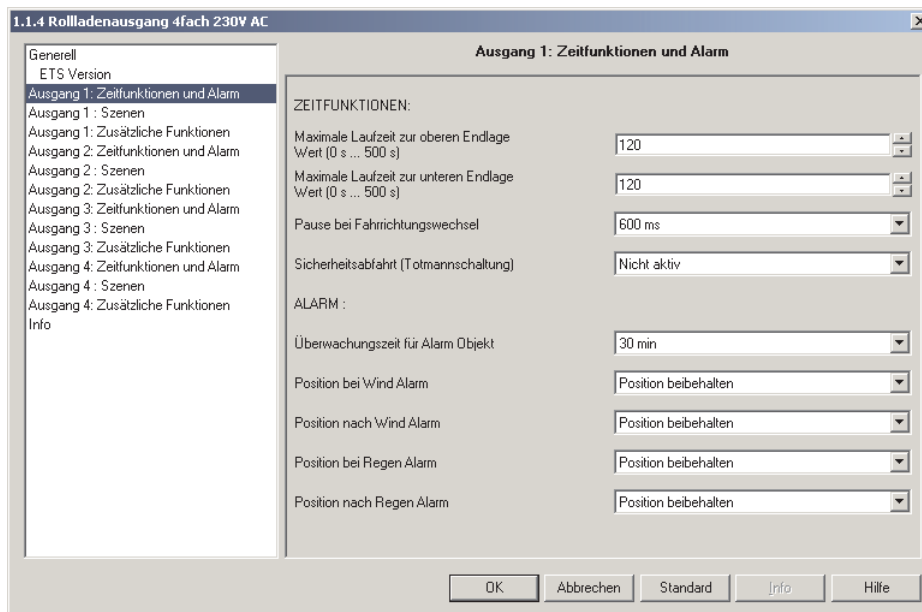 1.1.4 Rollladenausgang 4fach 230V AC
Generell
ETS Version
Ausgang 1: Zeitfunktionen und Alarm
Ausgang 1 : Szenen
Ausgang 1: Zusätzliche Funktionen
Ausgang 2: Zeitfunktionen und Alarm
Ausgang 2 : Szenen
Ausgang 2: Zusätzliche Funktionen
Ausgang 3: Zeitfunktionen und Alarm
Ausgang 3 : Szenen
Ausgang 3: Zusätzliche Funktionen
Ausgang 4: Zeitfunktionen und Alarm
Ausgang 4 : Szenen
Ausgang 4: Zusätzliche Funktionen
Info
Ausgang 1: Zeitfunktionen und Alarm
ZEITFUNKTIONEN:
Maximale Laufzeit zur oberen Endlage
Wert (0 s ... 500 s)
120
Maximale Laufzeit zur unteren Endlage
Wert (0 s ... 500 s)
120
Pause bei Fahrrichtungswechsel
600 ms
Sicherheitsabfahrt (Totmannschaltung)
Nicht aktiv
ALARM :
Überwachungszeit für Alarm Objekt
30 min
Position bei Wind Alarm
Position beibehalten
Position nach Wind Alarm
Position beibehalten
Position bei Regen Alarm
Position beibehalten
Position nach Regen Alarm
Position beibehalten
OK
Abbrechen
Standard
Info
Hilfe